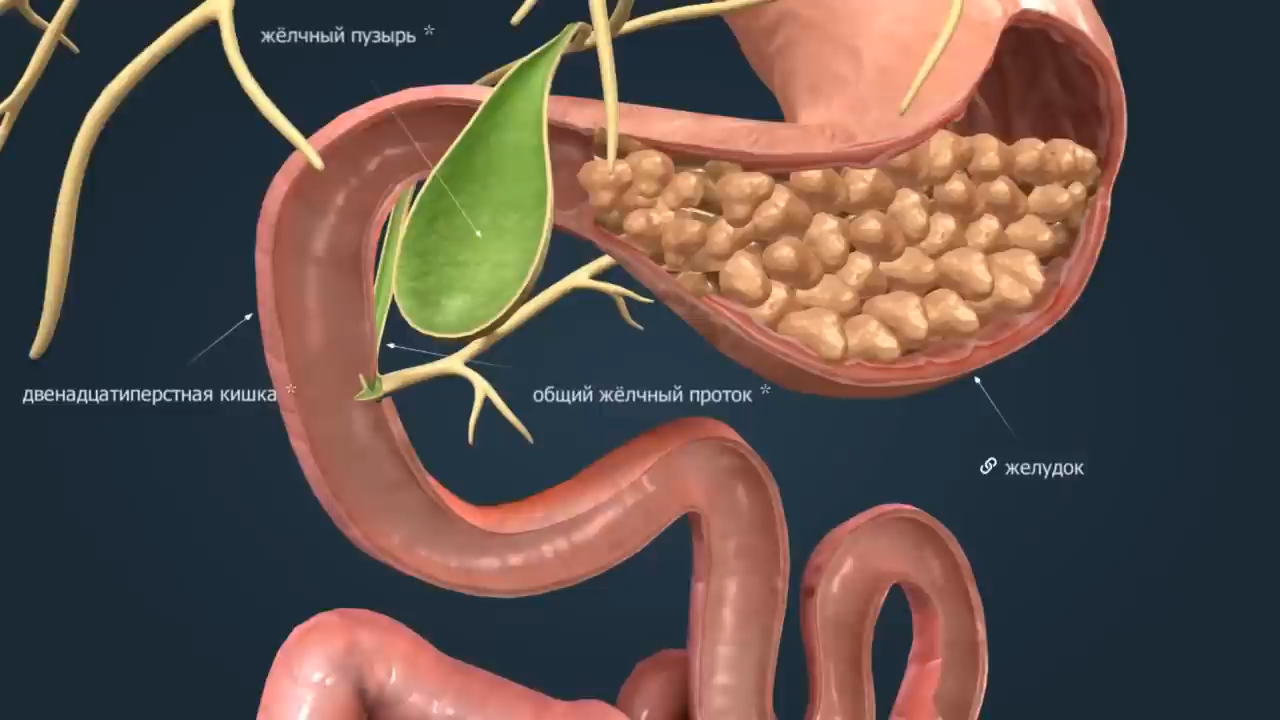 жёлчный пузырь *
двенадцатиперстная кишка *
общий жёлчный проток *
желудок